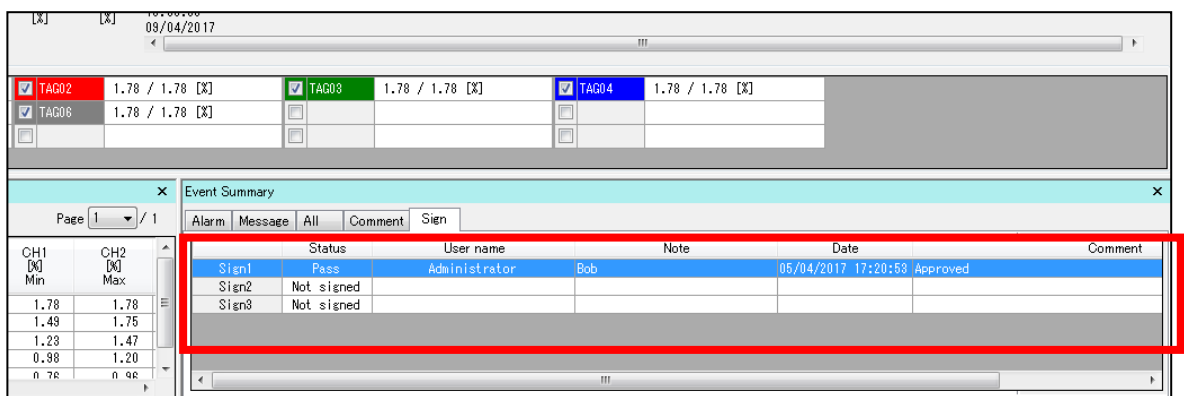 [%] [%]
09/04/2017
TAG02 1.78 / 1.78 [%] TAG03 1.78 / 1.78 [%] TAG04 1.78 / 1.78 [%]
TAG06 1.78 / 1.78 [%]
Event Summary
Page 1 / 1
Alarm Message All Comment Sign
CH1 CH2
[%] [%]
Min Max
Status User name Note Date Comment
Sign1 Pass Administrator Bob 05/04/2017 17:20:53 Approved
Sign2 Not signed
Sign3 Not signed
1.78 1.78
1.49 1.75
1.23 1.47
0.98 1.20